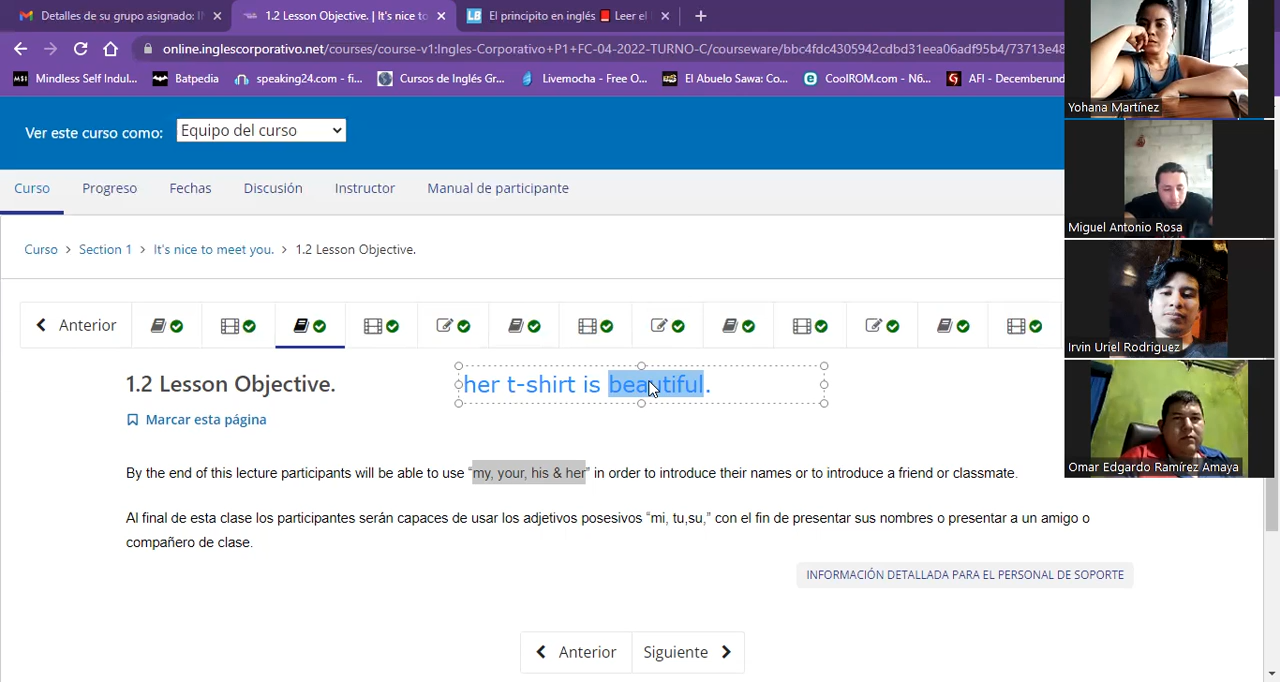 Detalles de su grupo asignado: I
1.2 Lesson Objective. | It's nice to
El principito en inglés 📕 Leer el l
online.inglescorporativo.net/courses/course-v1:Ingles-Corporativo+P1+FC-04-2022-TURNO-C/courseware/bbc4fdc4305942cdbd31eea06adf95b4/73713e48
Mindless Self Indul...
Batpedia
speaking24.com - fi...
Cursos de Inglés Gr...
Livemocha - Free O...
El Abuelo Sawa: Co...
CoolROM.com - N6...
AFI - Decemberund
Ver este curso como:
Equipo del curso
Curso
Progreso
Fechas
Discusión
Instructor
Manual de participante
Curso > Section 1 > It's nice to meet you. > 1.2 Lesson Objective.
Anterior
1.2 Lesson Objective.
her t-shirt is beautiful.
Marcar esta página
By the end of this lecture participants will be able to use “my, your, his & her” in order to introduce their names or to introduce a friend or classmate.
Al final de esta clase los participantes serán capaces de usar los adjetivos posesivos “mi, tu,su,” con el fin de presentar sus nombres o presentar a un amigo o
compañero de clase.
INFORMACIÓN DETALLADA PARA EL PERSONAL DE SOPORTE
Anterior
Siguiente
Yohana Martínez
Miguel Antonio Rosa
Irvin Uriel Rodriguez
Omar Edgardo Ramírez Amaya